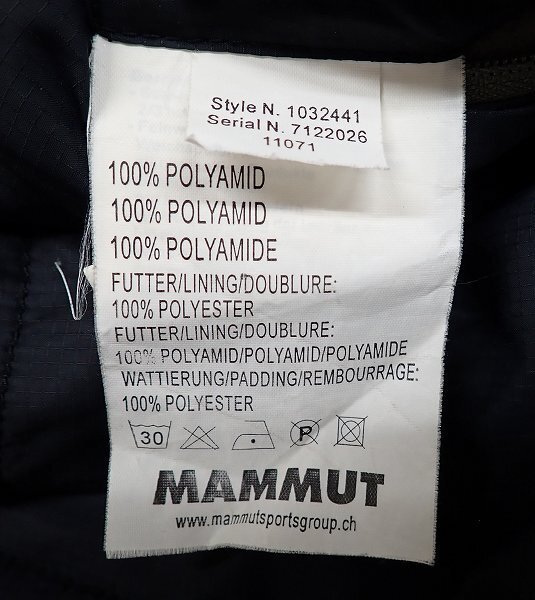 Style N. 1032441
Serial N. 7122026
11071
100% POLYAMID
100% POLYAMID
100% POLYAMIDE
FUTTER/LINING/DOUBLURE:
100% POLYESTER
FUTTER/LINING/DOUBLURE:
100% POLYAMID/POLYAMID/POLYAMIDE
WATTIERUNG/PADDING/REMBOURRAGE:
100% POLYESTER
30 P
MAMMUT
www.mammutsportsgroup.ch